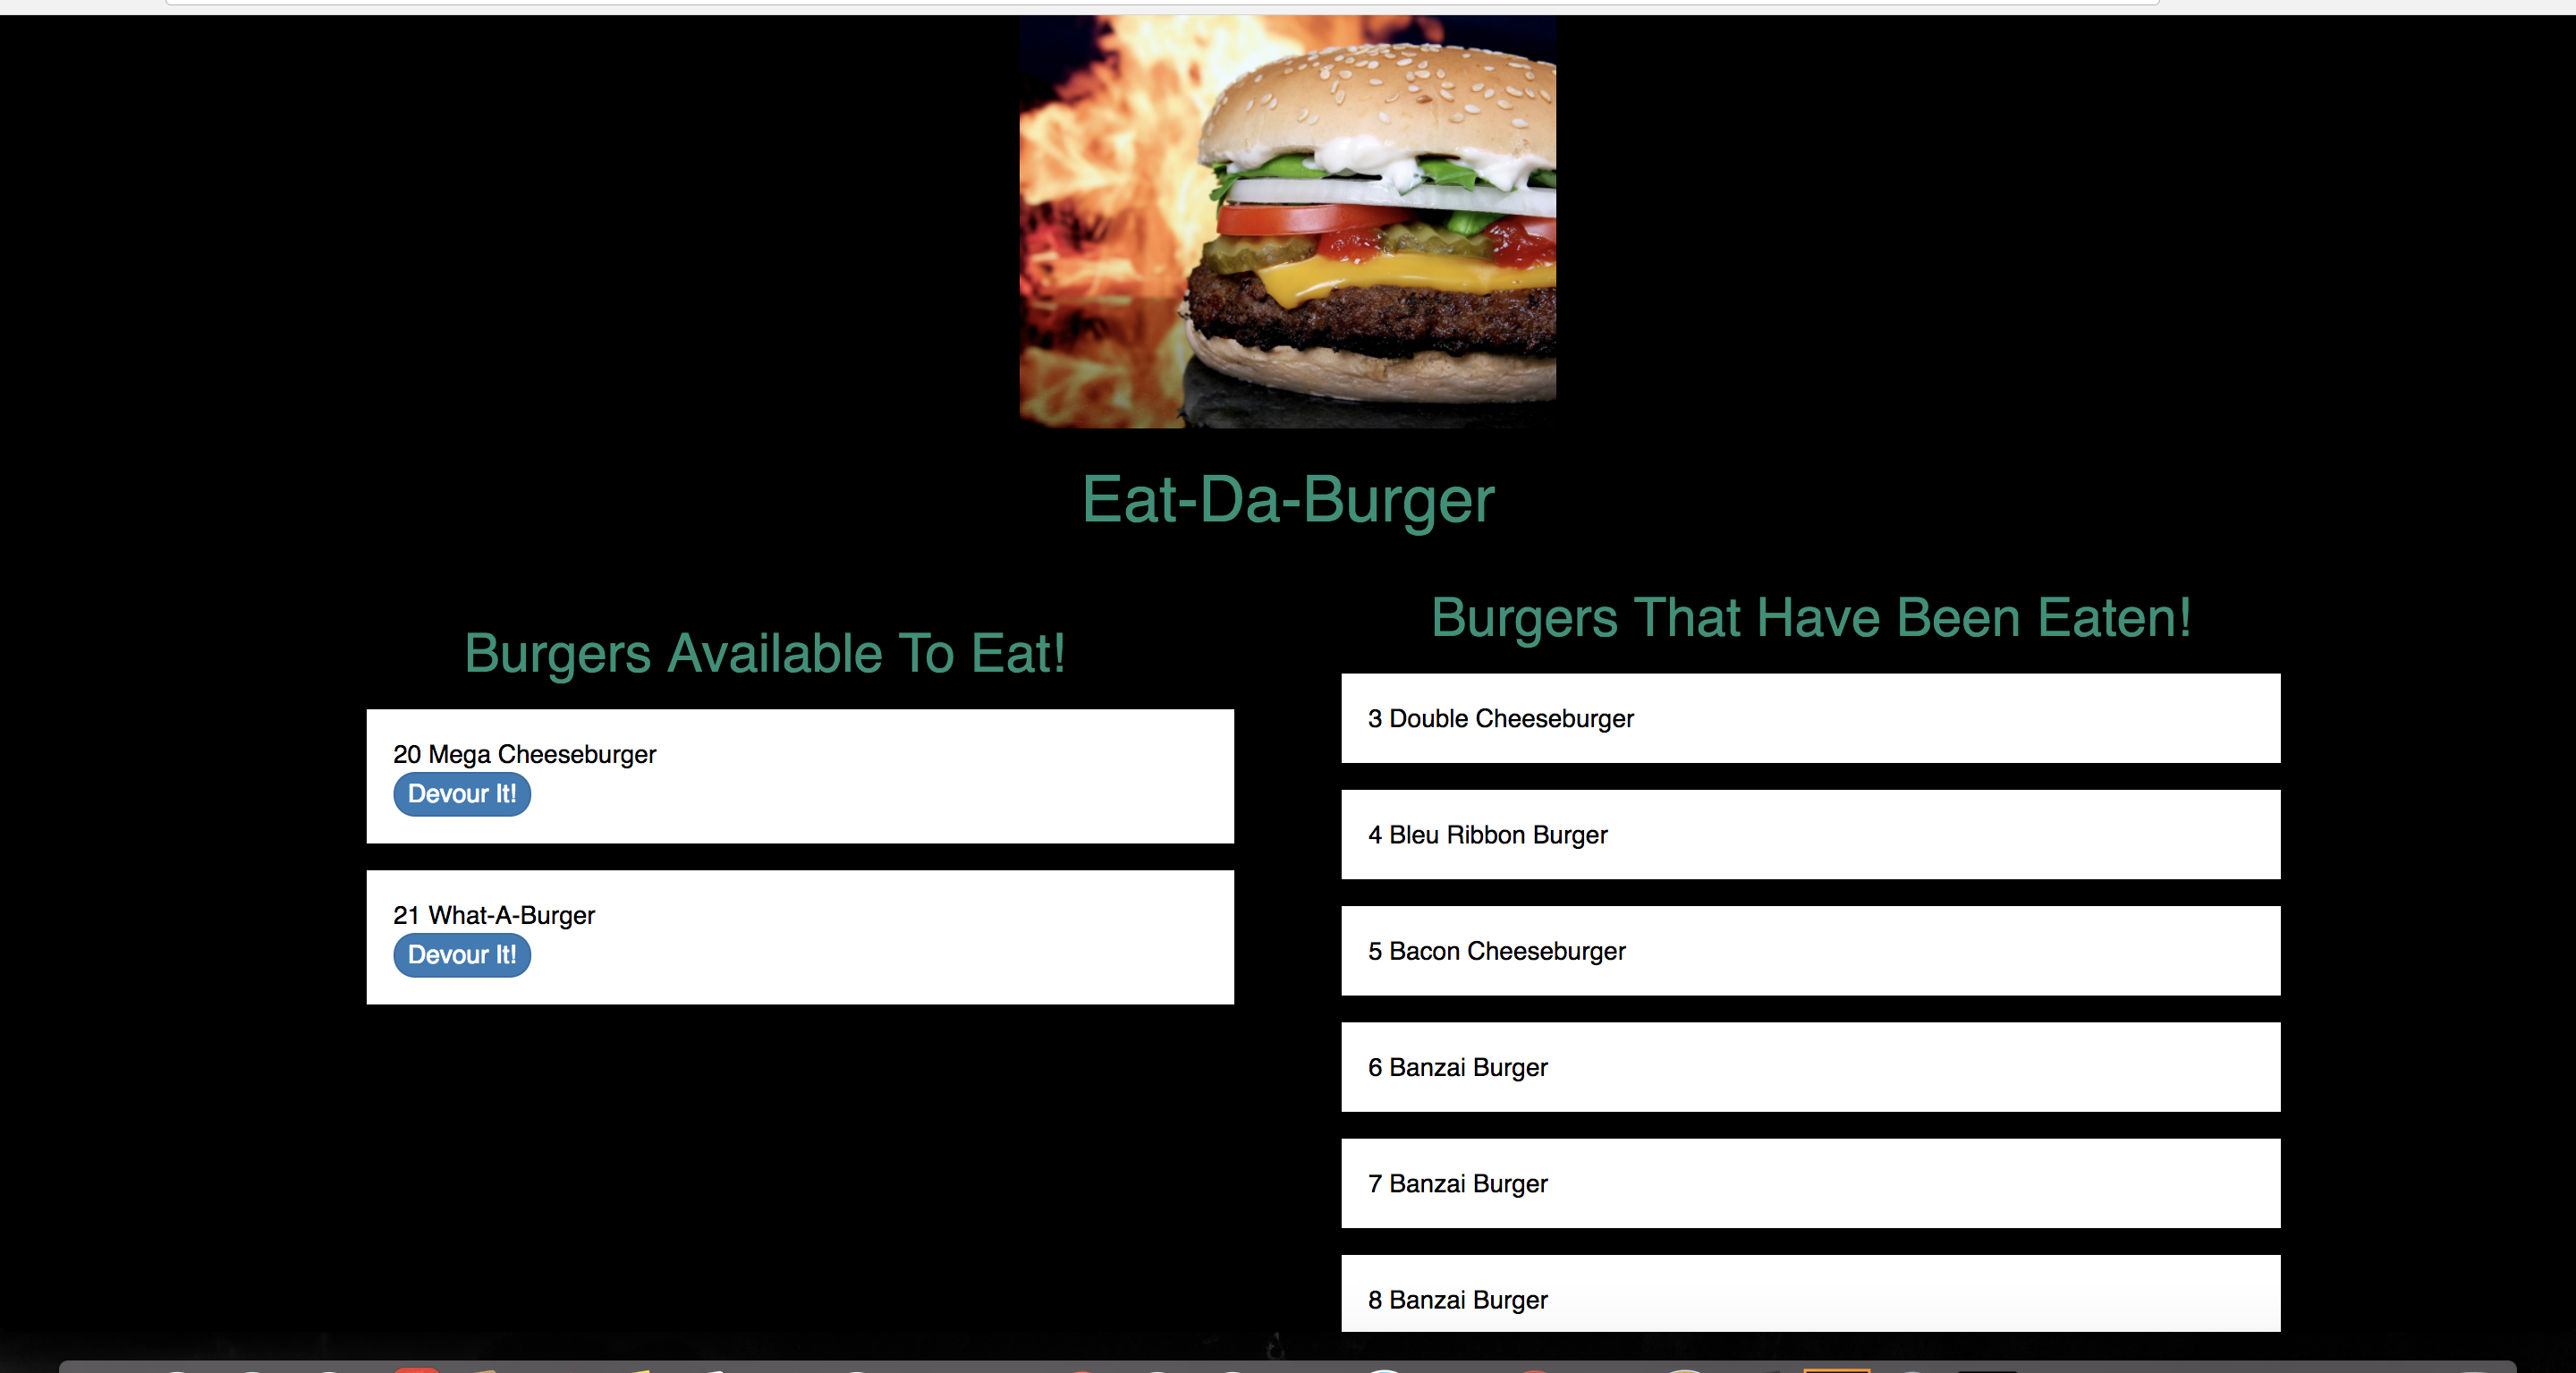 Eat-Da-Burger
Burgers Available To Eat!
20 Mega Cheeseburger
Devour It!
21 What-A-Burger
Devour It!
Burgers That Have Been Eaten!
3 Double Cheeseburger
4 Bleu Ribbon Burger
5 Bacon Cheeseburger
6 Banzai Burger
7 Banzai Burger
8 Banzai Burger